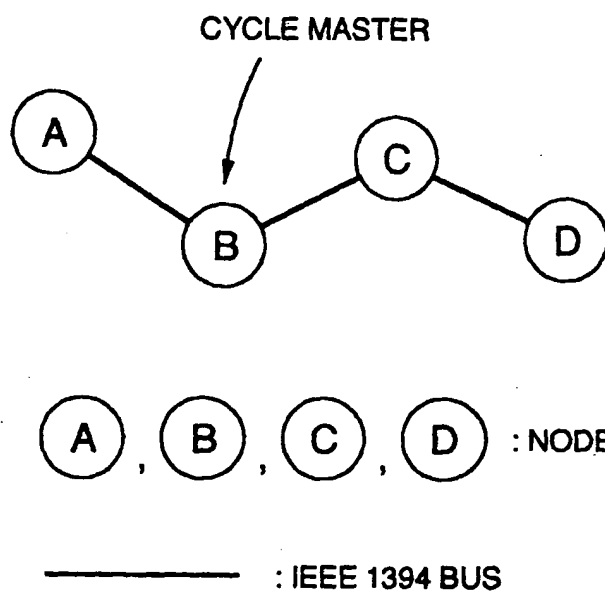 CYCLE MASTER
A
C
B
D
A , B , C , D : NODE
: IEEE 1394 BUS